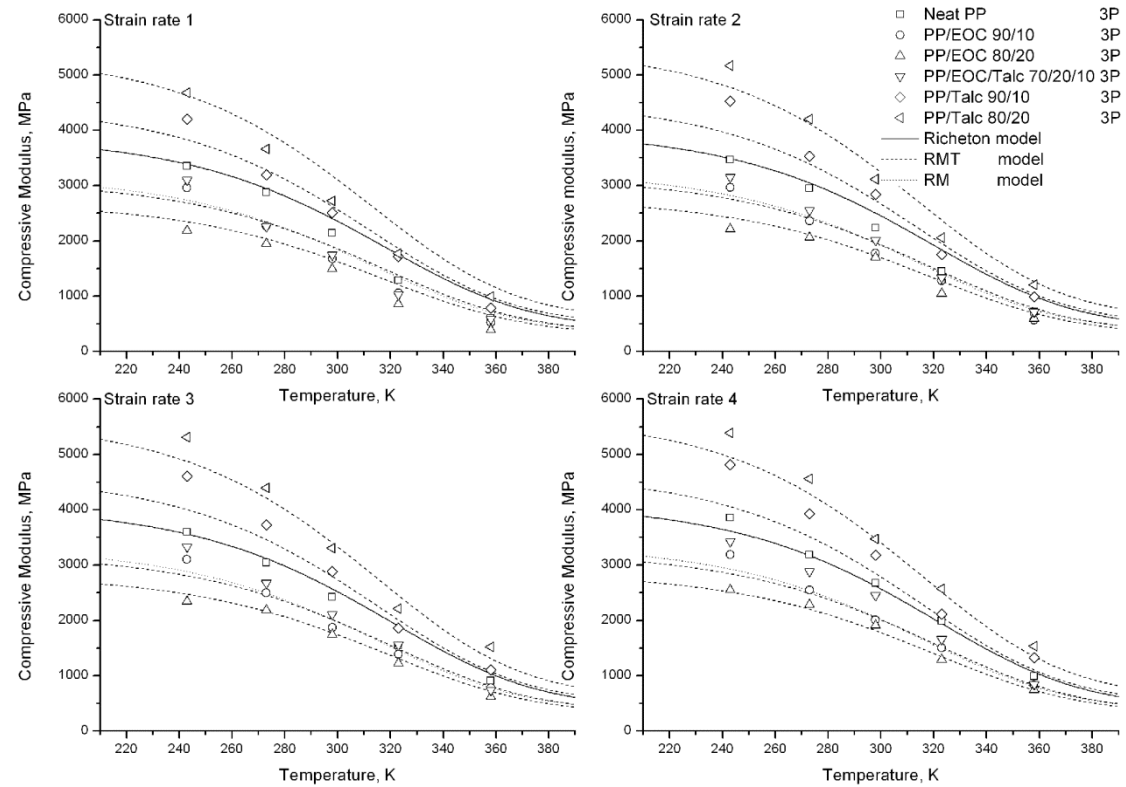 Strain rate 1
6000
5000
4000
3000
2000
1000
0
Compressive Modulus, MPa
220 240 260 280 300 320 340 360 380
Temperature, K
Strain rate 2
6000
5000
4000
3000
2000
1000
0
Compressive modulus, MPa
220 240 260 280 300 320 340 360 380
Temperature, K
Neat PP 3P
PP/EOC 90/10 3P
PP/EOC 80/20 3P
PP/EOC/Talc 70/20/10 3P
PP/Talc 90/10 3P
PP/Talc 80/20 3P
Richeton model
RMT model
RM model
Strain rate 3
6000
5000
4000
3000
2000
1000
0
Compressive Modulus, MPa
220 240 260 280 300 320 340 360 380
Temperature, K
Strain rate 4
6000
5000
4000
3000
2000
1000
0
Compressive Modulus, MPa
220 240 260 280 300 320 340 360 380
Temperature, K